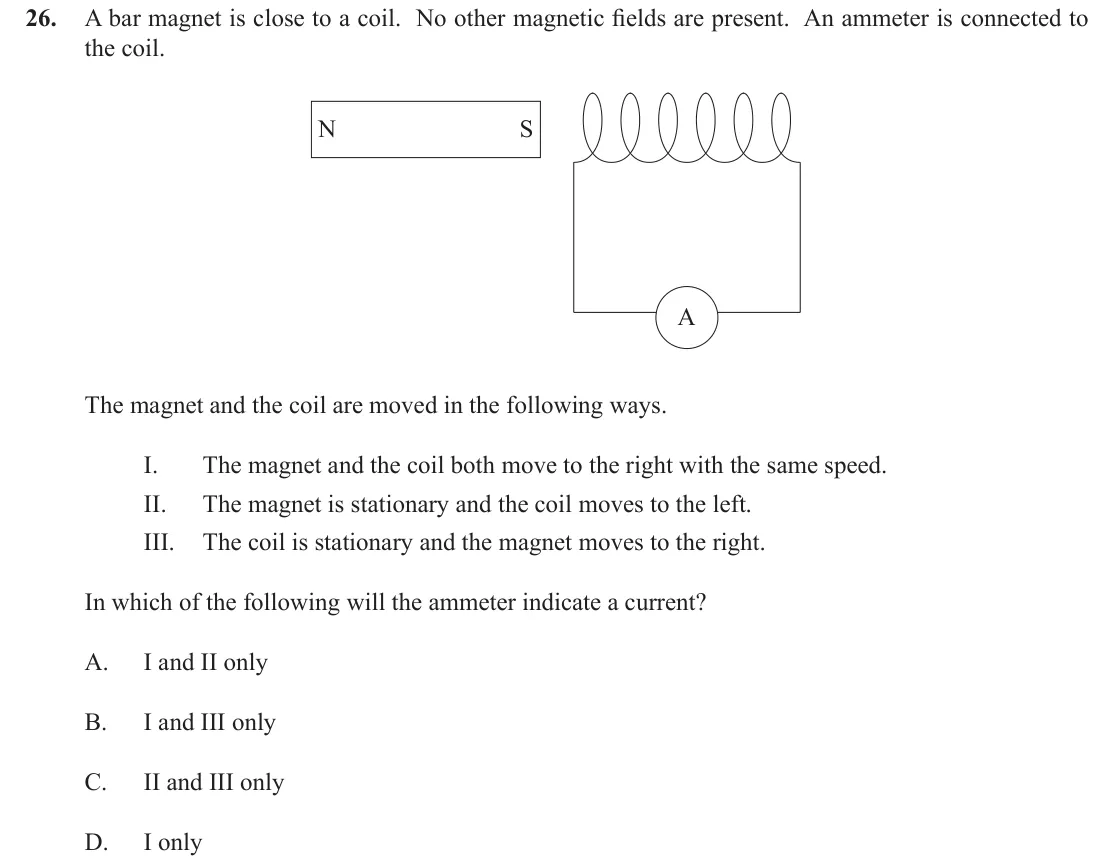 26. A bar magnet is close to a coil. No other magnetic fields are present. An ammeter is connected to
the coil.
N S
A
The magnet and the coil are moved in the following ways.
I. The magnet and the coil both move to the right with the same speed.
II. The magnet is stationary and the coil moves to the left.
III. The coil is stationary and the magnet moves to the right.
In which of the following will the ammeter indicate a current?
A. I and II only
B. I and III only
C. II and III only
D. I only